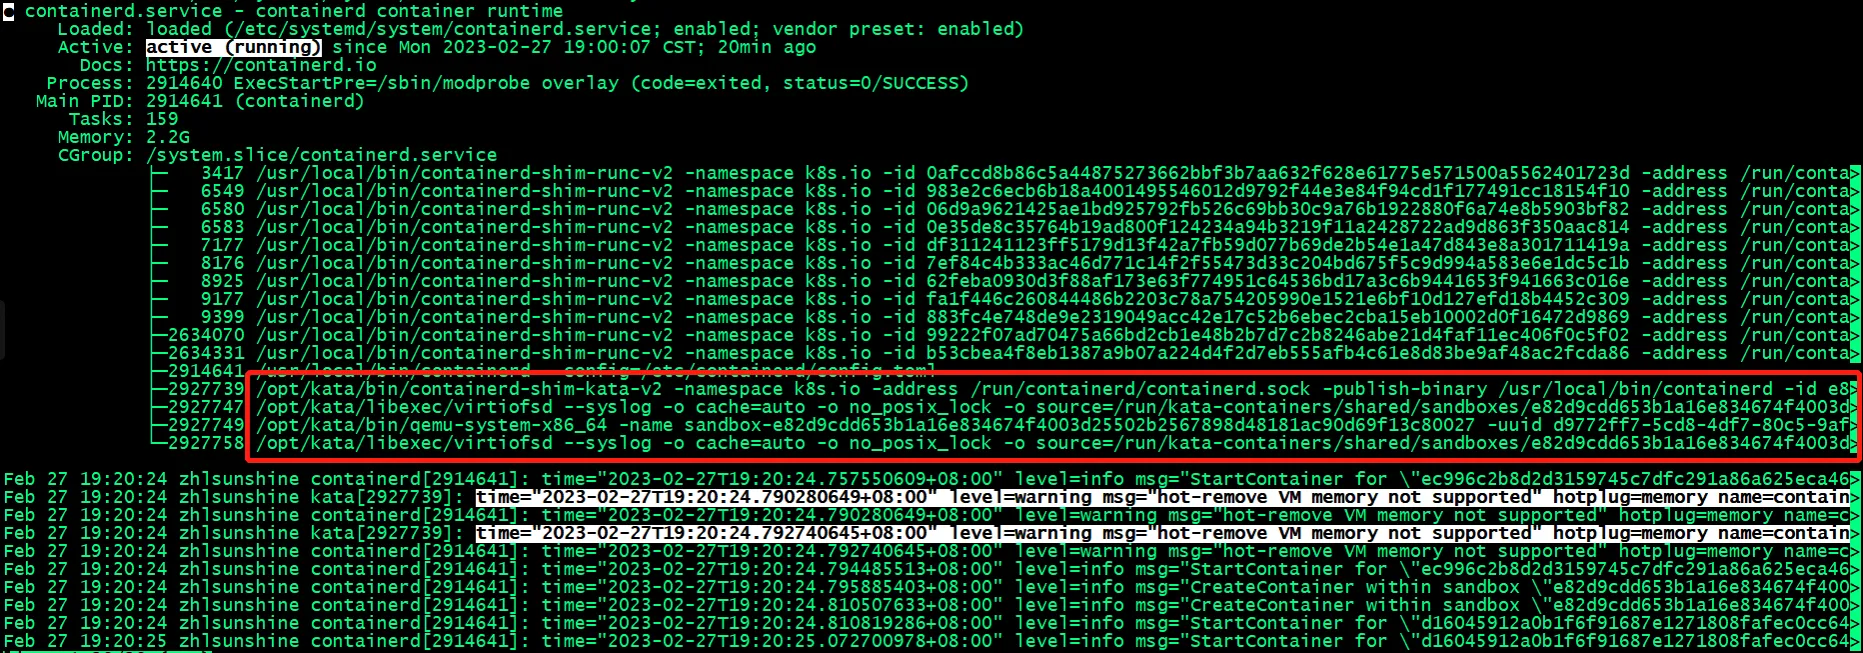 ● containerd.service - containerd container runtime
Loaded: loaded (/etc/systemd/system/containerd.service; enabled; vendor preset: enabled)
Active: active (running) since Mon 2023-02-27 19:00:07 CST; 20min ago
Docs: https://containerd.io
Process: 2914640 ExecStartPre=/sbin/modprobe overlay (code=exited, status=0/SUCCESS)
Main PID: 2914641 (containerd)
Tasks: 159
Memory: 2.2G
CGroup: /system.slice/containerd.service
├─ 3417 /usr/local/bin/containerd-shim-runc-v2 -namespace k8s.io -id 0afccd8b86c5a44875273662bbf3b7aa632f628e61775e571500a5562401723d -address /run/conta>
├─ 6549 /usr/local/bin/containerd-shim-runc-v2 -namespace k8s.io -id 983e2c6ecb6b18a4001495546012d9792f44e3e84f94cd1f177491cc18154f10 -address /run/conta>
├─ 6580 /usr/local/bin/containerd-shim-runc-v2 -namespace k8s.io -id 06d9a9621425ae1bd925792fb526c69bb30c9a76b1922880f6a74e8b5903bf82 -address /run/conta>
├─ 6583 /usr/local/bin/containerd-shim-runc-v2 -namespace k8s.io -id 0e35de8c35764b19ad800f124234a94b3219f11a2428722ad9d863f350aac814 -address /run/conta>
├─ 7177 /usr/local/bin/containerd-shim-runc-v2 -namespace k8s.io -id df311241123ff5179d13f42a7fb59d077b69de2b54e1a47d843e8a301711419a -address /run/conta>
├─ 8176 /usr/local/bin/containerd-shim-runc-v2 -namespace k8s.io -id 7ef84c4b333ac46d771c14f2f55473d33c204bd675f5c9d994a583e6e1dc5c1b -address /run/conta>
├─ 8925 /usr/local/bin/containerd-shim-runc-v2 -namespace k8s.io -id 62feba0930d3f88af173e63f774951c64536bd17a3c6b9441653f941663c016e -address /run/conta>
├─ 9177 /usr/local/bin/containerd-shim-runc-v2 -namespace k8s.io -id fa1f446c260844486b2203c78a754205990e1521e6bf10d127efd18b4452c309 -address /run/conta>
├─ 9399 /usr/local/bin/containerd-shim-runc-v2 -namespace k8s.io -id 883fc4e748de9e2319049acc42e17c52b6ebec2cba15eb10002d0f16472d9869 -address /run/conta>
├─2634070 /usr/local/bin/containerd-shim-runc-v2 -namespace k8s.io -id 99222f07ad70475a66bd2cb1e48b2b7d7c2b8246abe21d4faf11ec406f0c5f02 -address /run/conta>
├─2634331 /usr/local/bin/containerd-shim-runc-v2 -namespace k8s.io -id b53cbea4f8eb1387a9b07a224d4f2d7eb555afb4c61e8d83be9af48ac2fcda86 -address /run/conta>
├─2914641 /usr/local/bin/containerd --config=/etc/containerd/config.toml
├─2927739 /opt/kata/bin/containerd-shim-kata-v2 -namespace k8s.io -address /run/containerd/containerd.sock -publish-binary /usr/local/bin/containerd -id e8>
├─2927747 /opt/kata/libexec/virtiofsd --syslog -o cache=auto -o no_posix_lock -o source=/run/kata-containers/shared/sandboxes/e82d9cdd653b1a16e834674f4003d>
├─2927749 /opt/kata/bin/qemu-system-x86_64 -name sandbox-e82d9cdd653b1a16e834674f4003d25502b2567898d48181ac90d69f13c80027 -uuid d9772ff7-5cd8-4df7-80c5-9af>
└─2927758 /opt/kata/libexec/virtiofsd --syslog -o cache=auto -o no_posix_lock -o source=/run/kata-containers/shared/sandboxes/e82d9cdd653b1a16e834674f4003d>
Feb 27 19:20:24 zhlsunshine containerd[2914641]: time="2023-02-27T19:20:24.757550609+08:00" level=info msg="StartContainer for \"ec996c2b8d2d3159745c7dfc291a86a625eca46>
Feb 27 19:20:24 zhlsunshine kata[2927739]: time="2023-02-27T19:20:24.790280649+08:00" level=warning msg="hot-remove VM memory not supported" hotplug=memory name=contain>
Feb 27 19:20:24 zhlsunshine containerd[2914641]: time="2023-02-27T19:20:24.790280649+08:00" level=warning msg="hot-remove VM memory not supported" hotplug=memory name=c>
Feb 27 19:20:24 zhlsunshine kata[2927739]: time="2023-02-27T19:20:24.792740645+08:00" level=warning msg="hot-remove VM memory not supported" hotplug=memory name=contain>
Feb 27 19:20:24 zhlsunshine containerd[2914641]: time="2023-02-27T19:20:24.792740645+08:00" level=warning msg="hot-remove VM memory not supported" hotplug=memory name=c>
Feb 27 19:20:24 zhlsunshine containerd[2914641]: time="2023-02-27T19:20:24.794485513+08:00" level=info msg="StartContainer for \"ec996c2b8d2d3159745c7dfc291a86a625eca46>
Feb 27 19:20:24 zhlsunshine containerd[2914641]: time="2023-02-27T19:20:24.795885403+08:00" level=info msg="CreateContainer within sandbox \"e82d9cdd653b1a16e834674f400>
Feb 27 19:20:24 zhlsunshine containerd[2914641]: time="2023-02-27T19:20:24.810507633+08:00" level=info msg="CreateContainer within sandbox \"e82d9cdd653b1a16e834674f400>
Feb 27 19:20:24 zhlsunshine containerd[2914641]: time="2023-02-27T19:20:24.810819286+08:00" level=info msg="StartContainer for \"d16045912a0b1f6f91687e1271808fafec0cc64>
Feb 27 19:20:25 zhlsunshine containerd[2914641]: time="2023-02-27T19:20:25.072700978+08:00" level=info msg="StartContainer for \"d16045912a0b1f6f91687e1271808fafec0cc64>